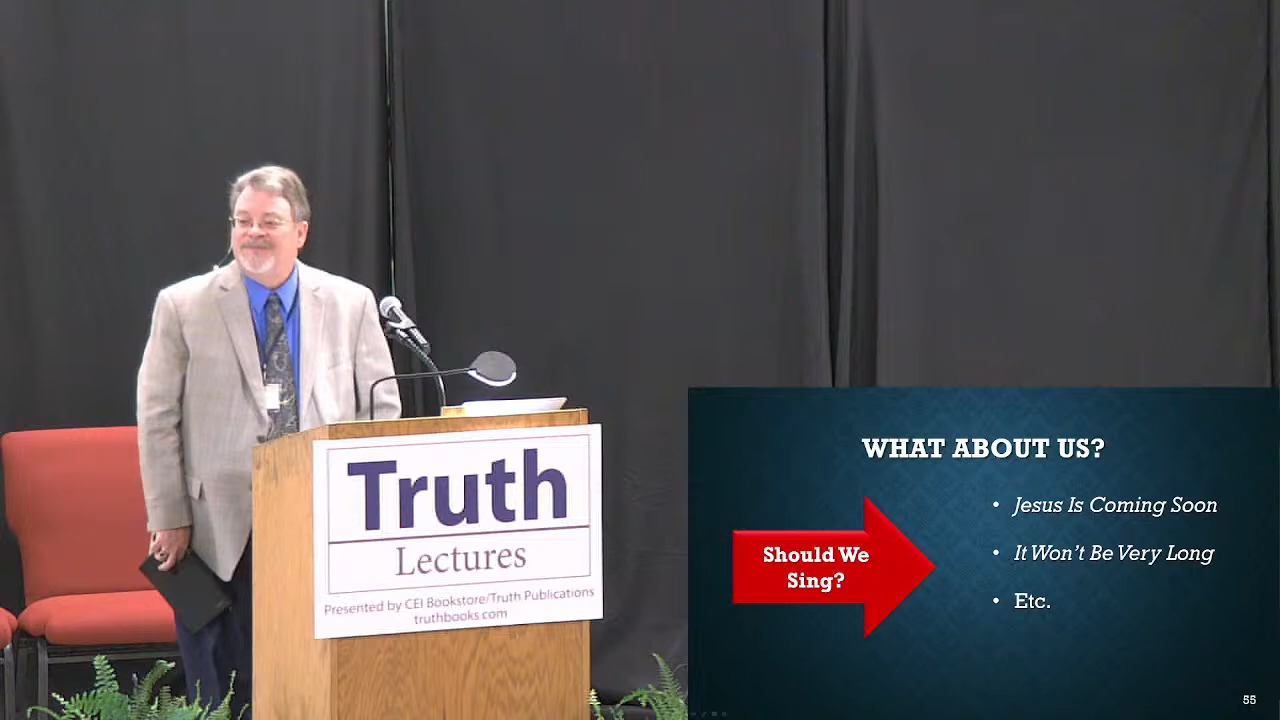 Truth
Lectures
Presented by CEI Bookstore/Truth Publications
truthbooks.com
WHAT ABOUT US?
Should We
Sing?
• Jesus Is Coming Soon
• It Won't Be Very Long
• Etc.
55